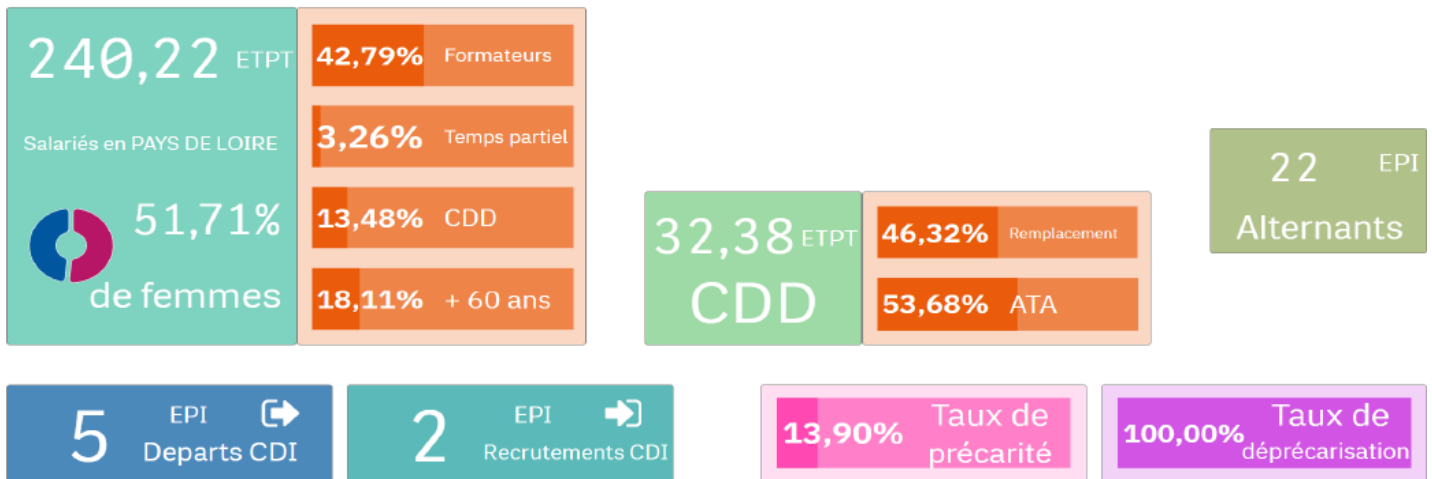 240,22 ETPT
Salariés en PAYS DE LOIRE
51,71%
de femmes
42,79% Formateurs
3,26% Temps partiel
13,48% CDD
18,11% + 60 ans
32,38 ETPT
CDD
46,32% Remplacement
53,68% ATA
22 EPI
Alternants
5 EPI
Departs CDI
2 EPI
Recrutements CDI
13,90% Taux de
précarité
100,00% Taux de
déprécarisation